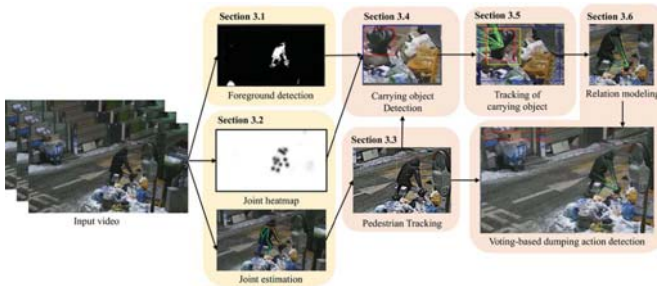 Section 3.1
Foreground detection
Section 3.2
Joint heatmap
Joint estimation
Input video
Section 3.4
Carrying object
Detection
Section 3.3
Pedestrian Tracking
Section 3.5
Tracking of
carrying object
Section 3.6
Relation modeling
Voting-based dumping action detection